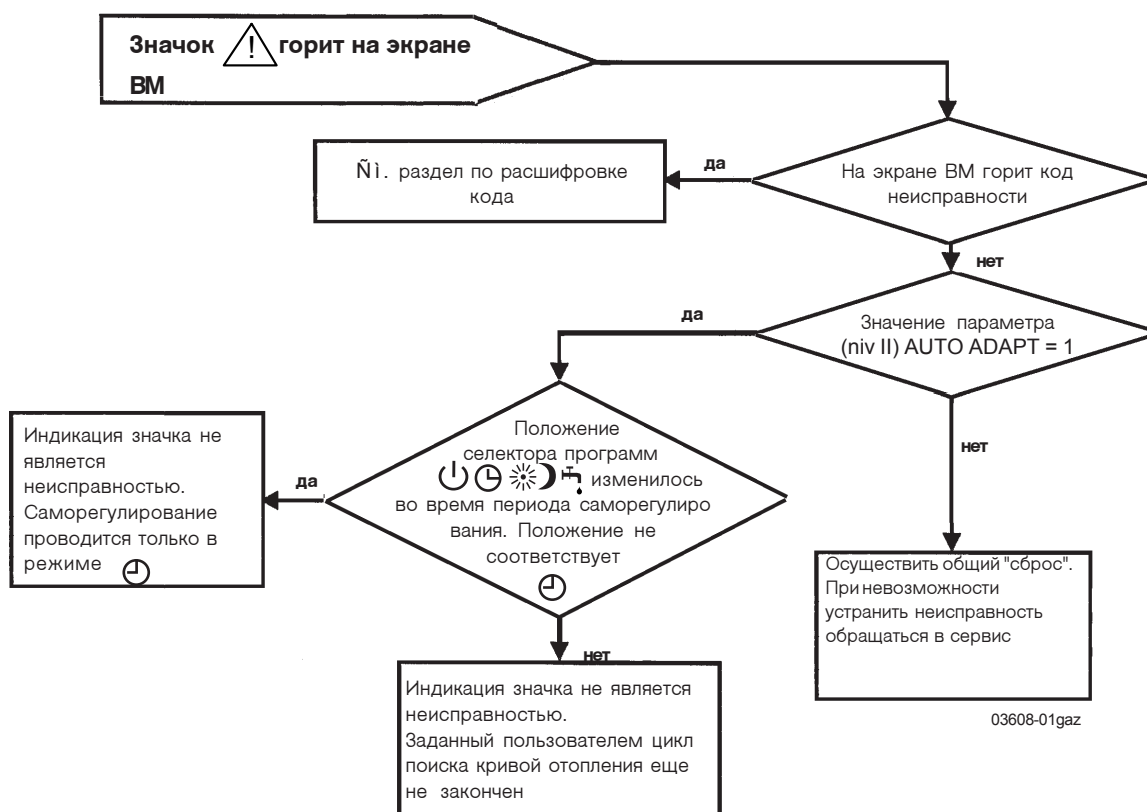 Значок ! горит на экране
ВМ
На экране ВМ горит код
неисправности
да
Ñì. раздел по расшифровке
кода
нет
Значение параметра
(niv II) AUTO ADAPT = 1
да
нет
Положение
селектора программ
изменилось
во время периода саморегулиро
вания. Положение не
соответствует
да
Индикация значка не
является
неисправностью.
Саморегулирование
проводится только в
режиме
нет
Индикация значка не является
неисправностью.
Заданный пользователем цикл
поиска кривой отопления еще
не закончен
Осуществить общий "сброс".
При невозможности
устранить неисправность
обращаться в сервис
03608-01gaz